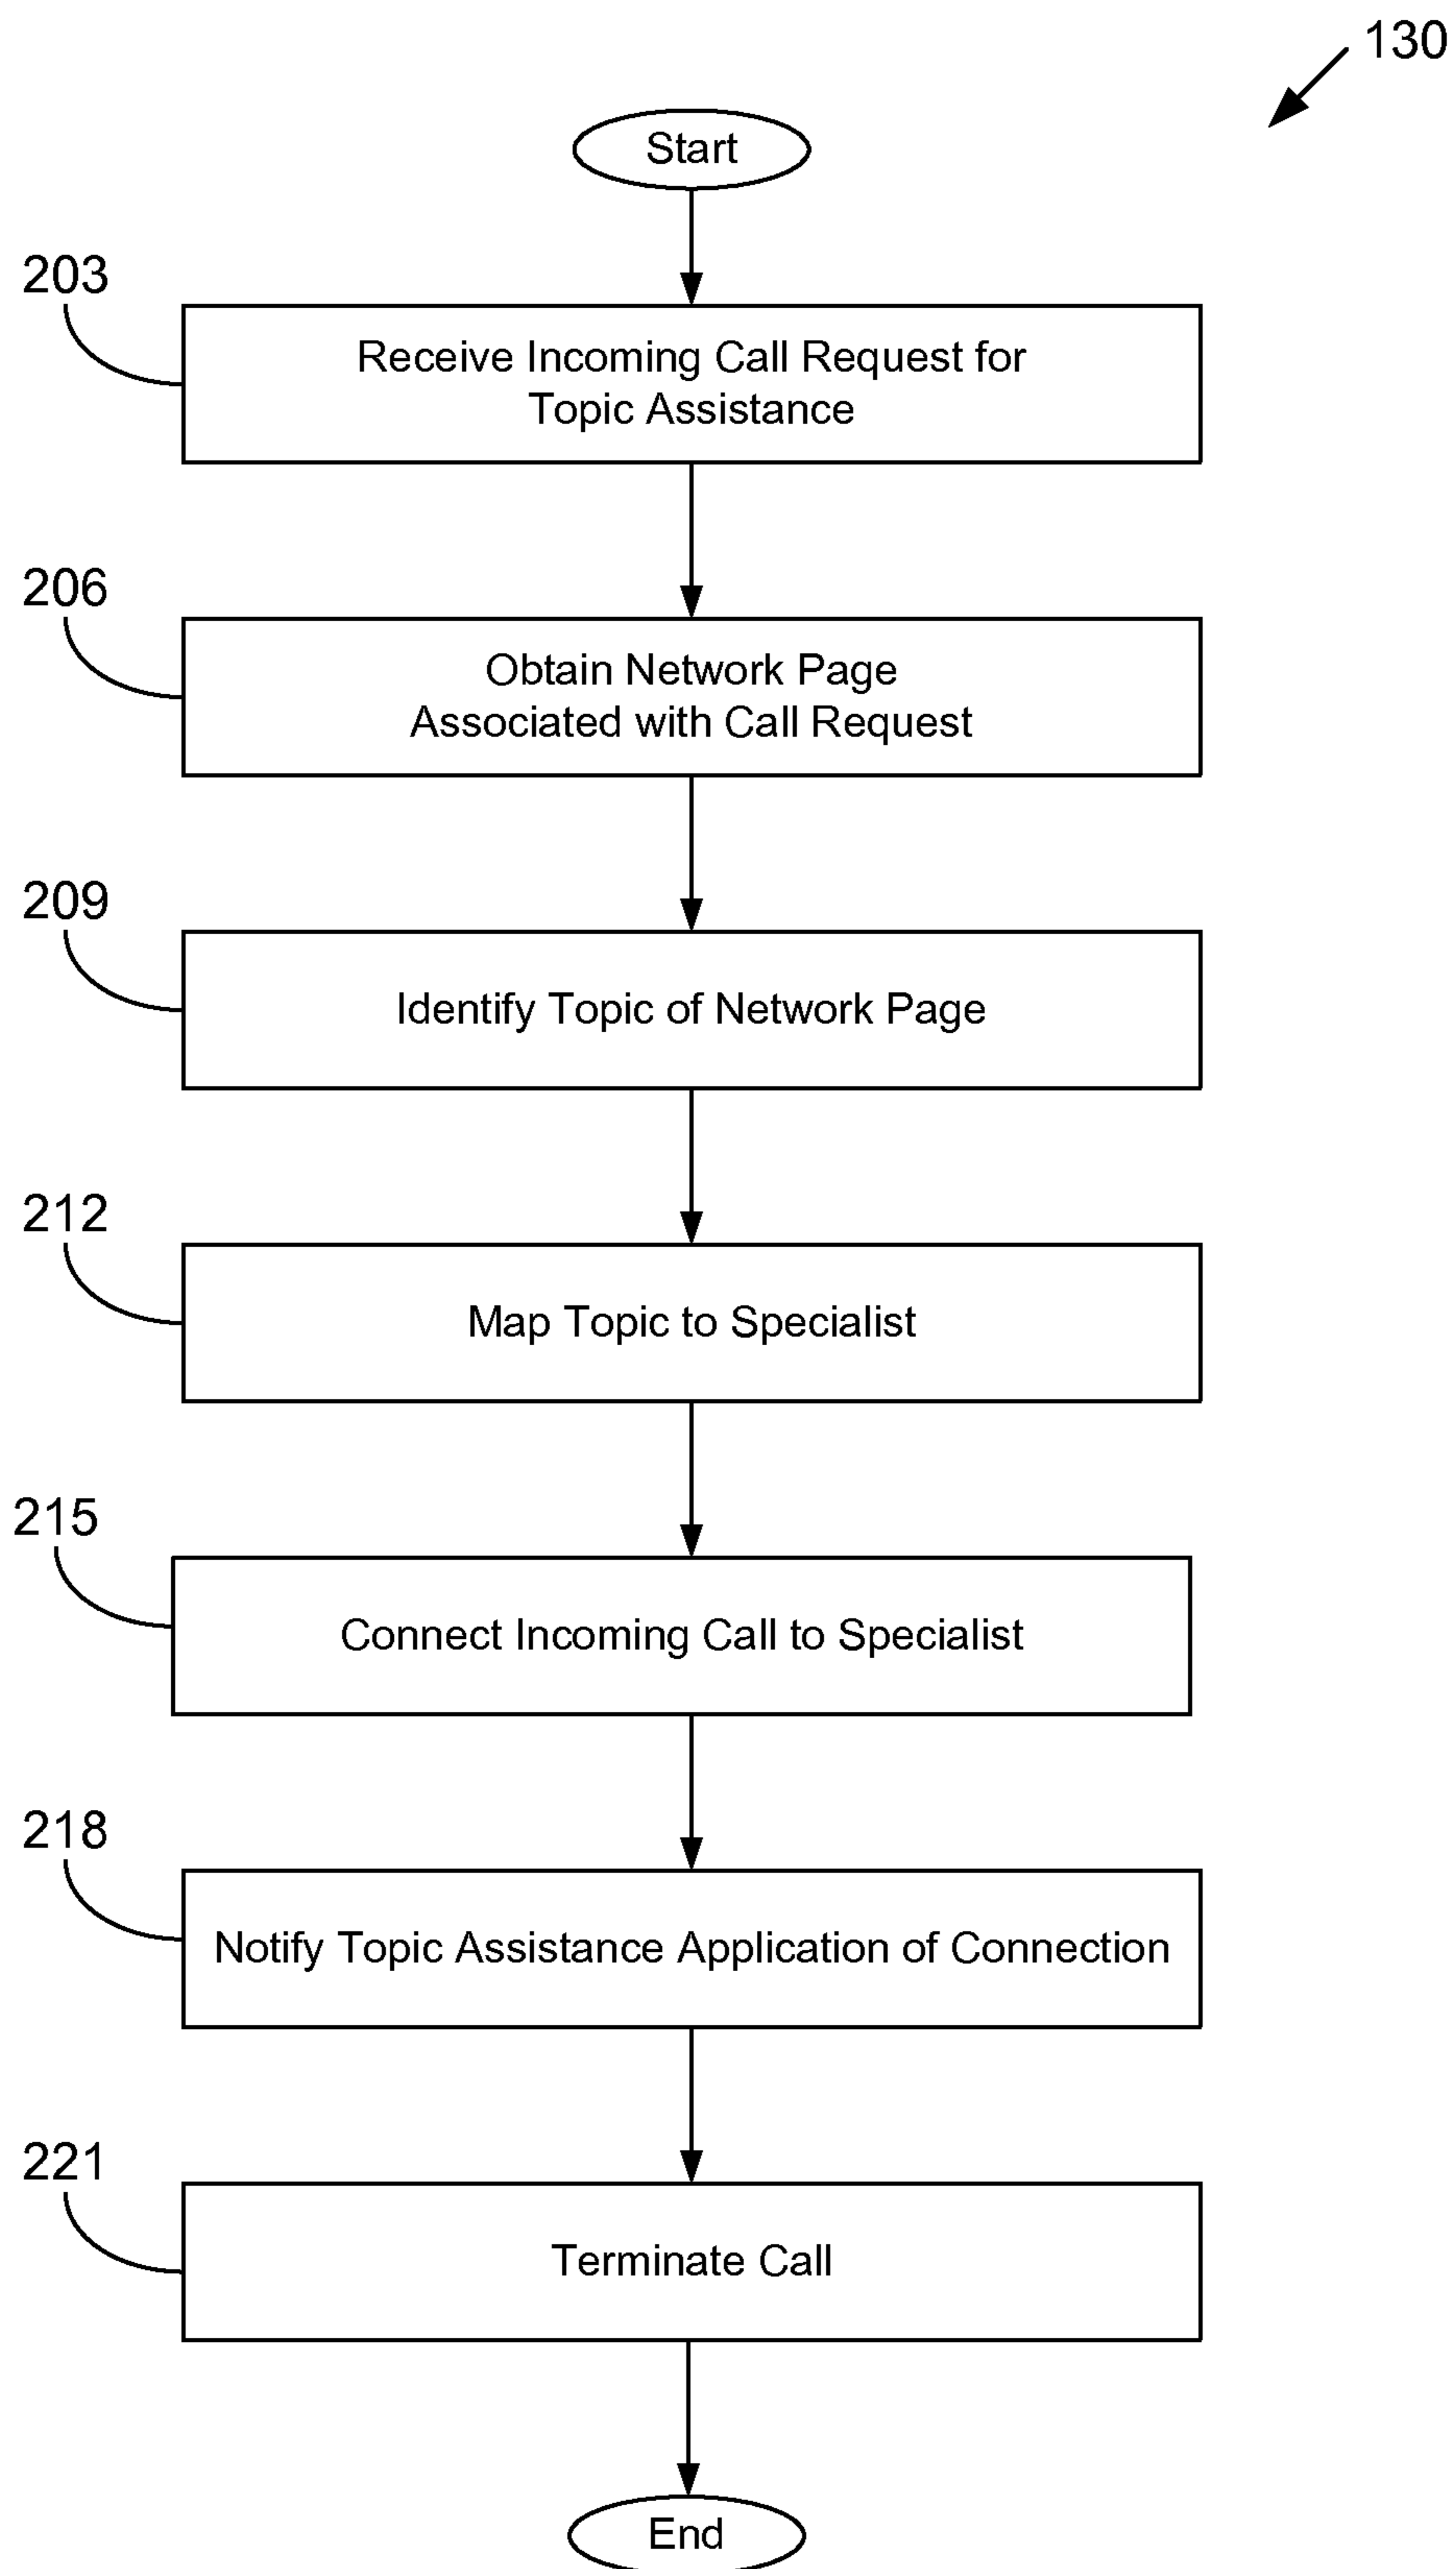 130
Start
203
Receive Incoming Call Request for
Topic Assistance
206
Obtain Network Page
Associated with Call Request
209
Identify Topic of Network Page
212
Map Topic to Specialist
215
Connect Incoming Call to Specialist
218
Notify Topic Assistance Application of Connection
221
Terminate Call
End